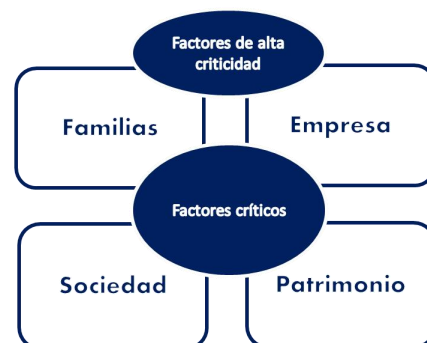 Factores de alta
criticidad
Familias
Empresa
Factores críticos
Sociedad
Patrimonio